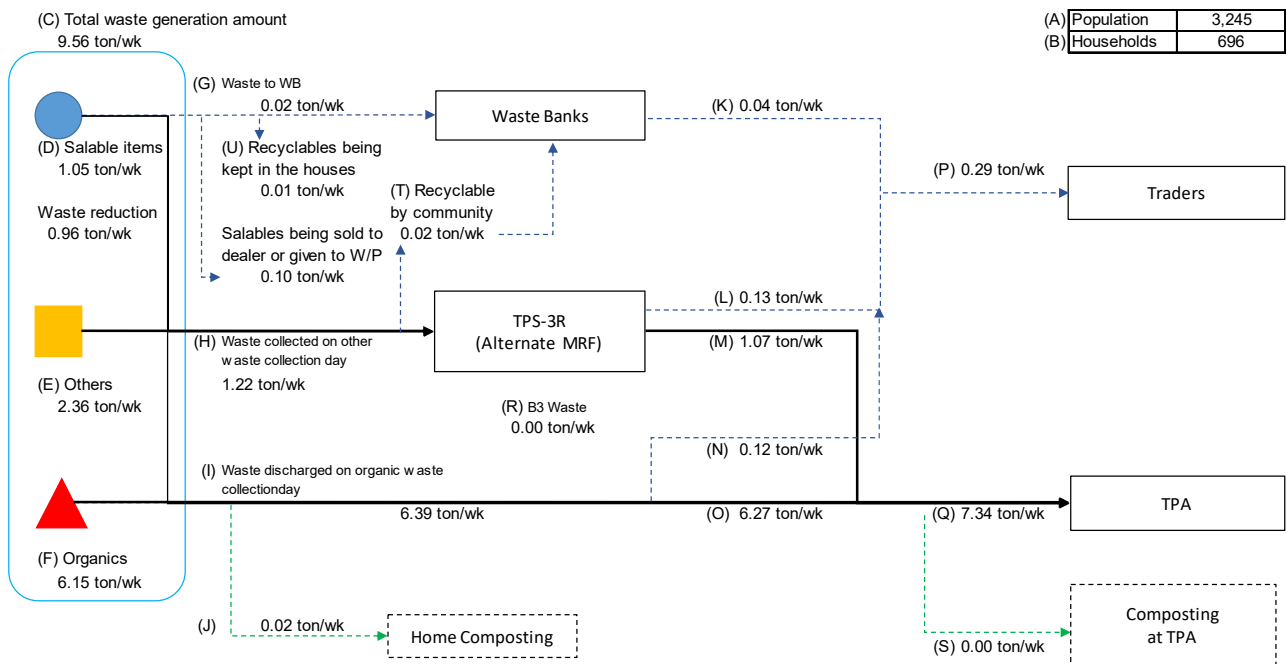 (C) Total waste generation amount
9.56 ton/wk
(A) Population 3,245
(B) Households 696
(G) Waste to WB
0.02 ton/wk
Waste Banks
(K) 0.04 ton/wk
(D) Salable items
1.05 ton/wk
(U) Recyclables being
kept in the houses
0.01 ton/wk
(T) Recyclable
by community
0.02 ton/wk
(P) 0.29 ton/wk
Traders
Waste reduction
0.96 ton/wk
Salables being sold to
dealer or given to W/P
0.10 ton/wk
(L) 0.13 ton/wk
TPS-3R
(Alternate MRF)
(H) Waste collected on other
waste collection day
1.22 ton/wk
(M) 1.07 ton/wk
(E) Others
2.36 ton/wk
(R) B3 Waste
0.00 ton/wk
(N) 0.12 ton/wk
(I) Waste discharged on organic waste
collectionday
6.39 ton/wk
(O) 6.27 ton/wk
(Q) 7.34 ton/wk
TPA
(F) Organics
6.15 ton/wk
(J) 0.02 ton/wk
Home Composting
Composting
at TPA
(S) 0.00 ton/wk